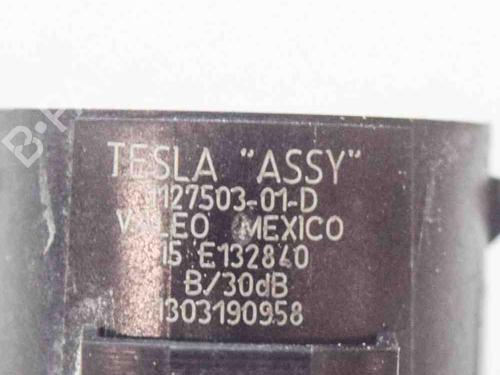 TESLA "ASSY"
1127503-01-D
VALEO MEXICO
15 E132840
B/30dB
1303190958